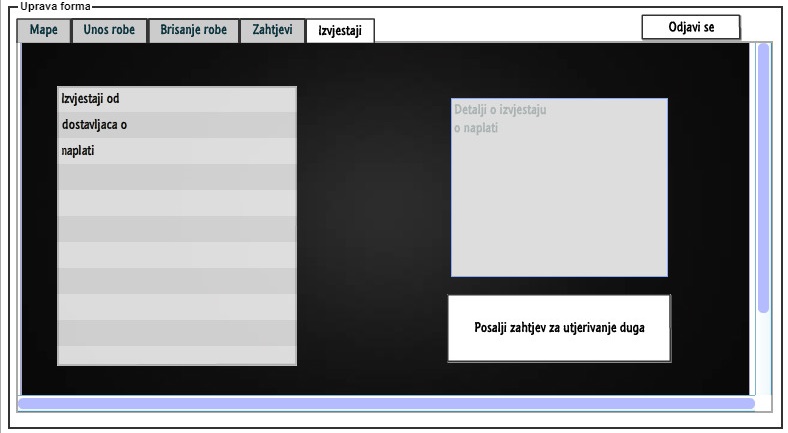 Uprava forma
Mape
Unos robe
Brisanje robe
Zahtjevi
Izvjestaji
Odjavi se
Izvjestaji od
dostavljaca o
naplati
Detalji o izvjestaju
o naplati
Posalji zahtjev za utjerivanje duga